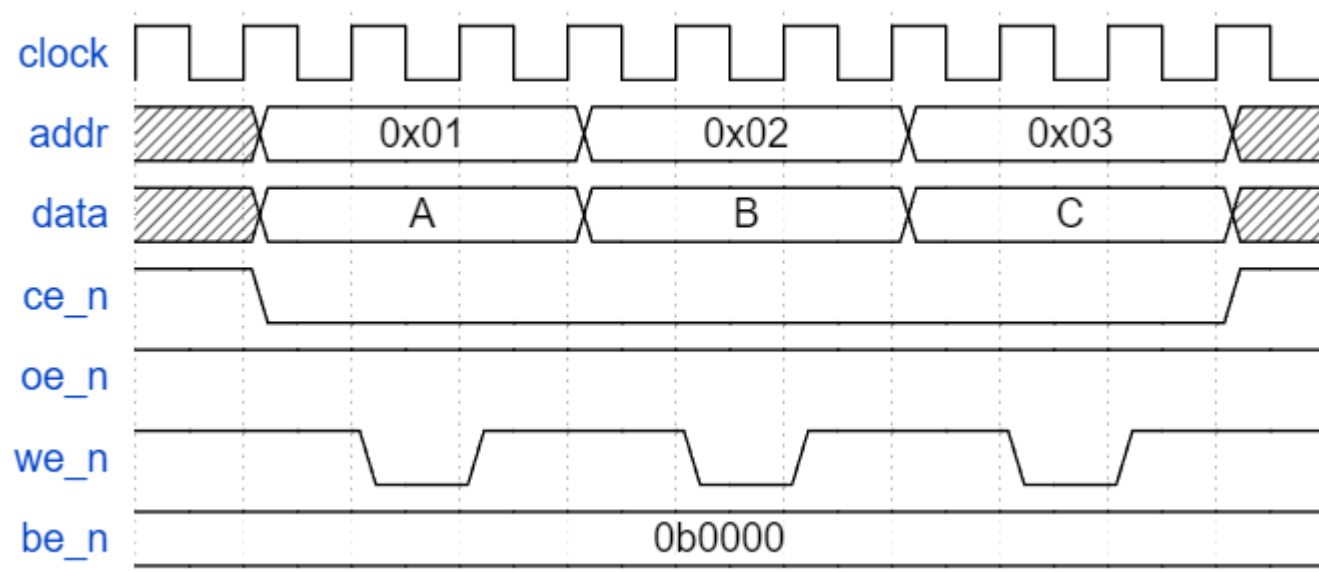 clock
addr 0x01 0x02 0x03
data A B C
ce_n
oe_n
we_n
be_n 0b0000